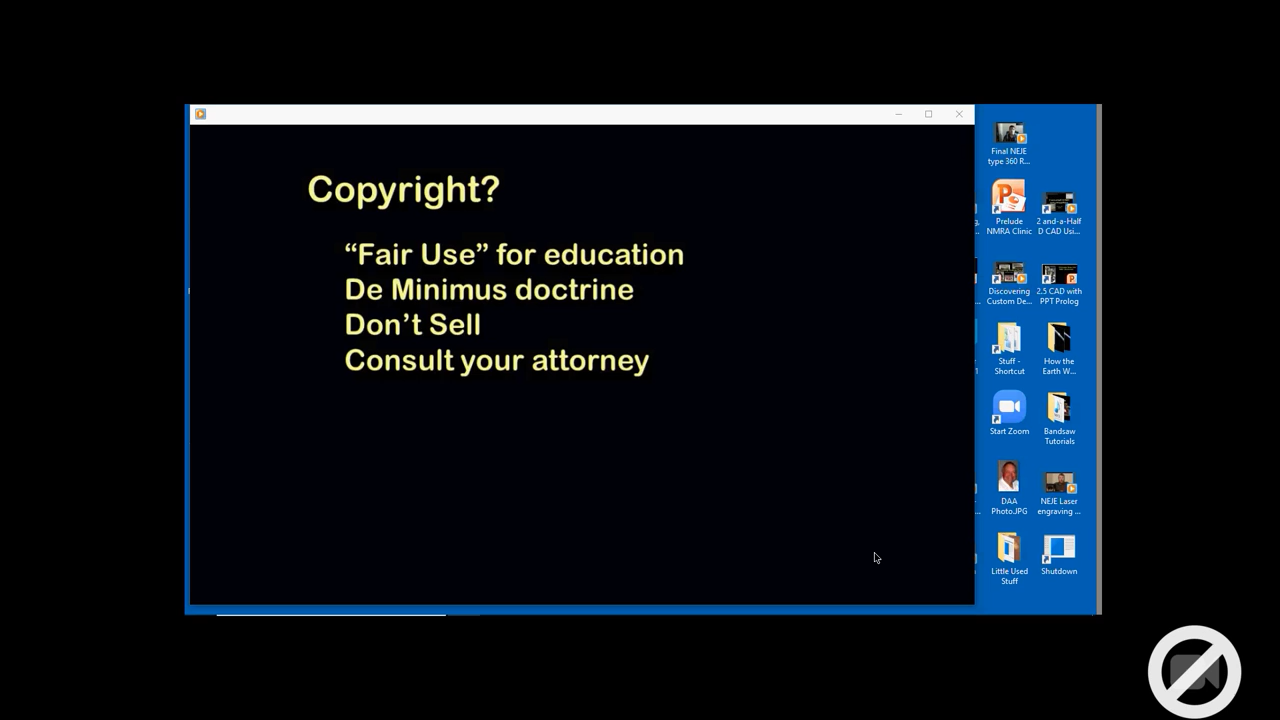 Copyright?
“Fair Use” for education
De Minimus doctrine
Don’t Sell
Consult your attorney
Final NEJE
type 360 R...
Prelude
NMRA Clinic
2 and-a-Half
D CAD Usi...
Discovering
Custom De...
2.5 CAD with
PPT Prolog
Stuff -
Shortcut
How the
Earth W...
Start Zoom
Bandsaw
Tutorials
DAA
Photo.JPG
NEJE Laser
engraving ...
Little Used
Stuff
Shutdown